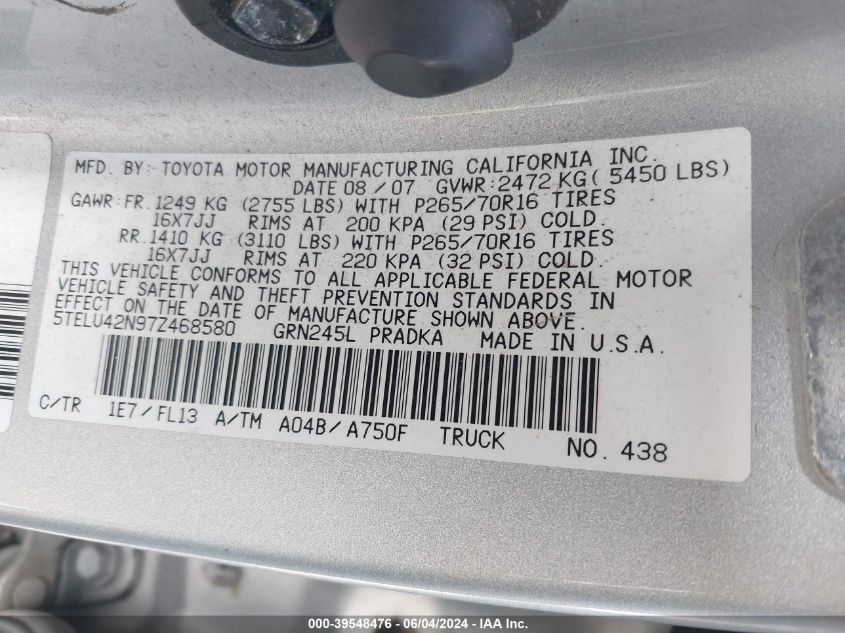 MFD. BY: TOYOTA MOTOR MANUFACTURING CALIFORNIA INC.
DATE 08 / 07 GVWR: 2472 KG ( 5450 LBS)
GAWR: FR. 1249 KG (2755 LBS) WITH P265/70R16 TIRES
16X7JJ RIMS AT 200 KPA (29 PSI) COLD.
RR. 1410 KG (3110 LBS) WITH P265/70R16 TIRES
16X7JJ RIMS AT 220 KPA (32 PSI) COLD.
THIS VEHICLE CONFORMS TO ALL APPLICABLE FEDERAL MOTOR
VEHICLE SAFETY AND THEFT PREVENTION STANDARDS IN
EFFECT ON THE DATE OF MANUFACTURE SHOWN ABOVE.
5TELU42N97Z468580 GRN245L PRADKA MADE IN U.S.A.
C/TR 1E7/FL13 A/TM A04B/A750F TRUCK NO. 438
000-39548476 - 06/04/2024 - IAAI.com